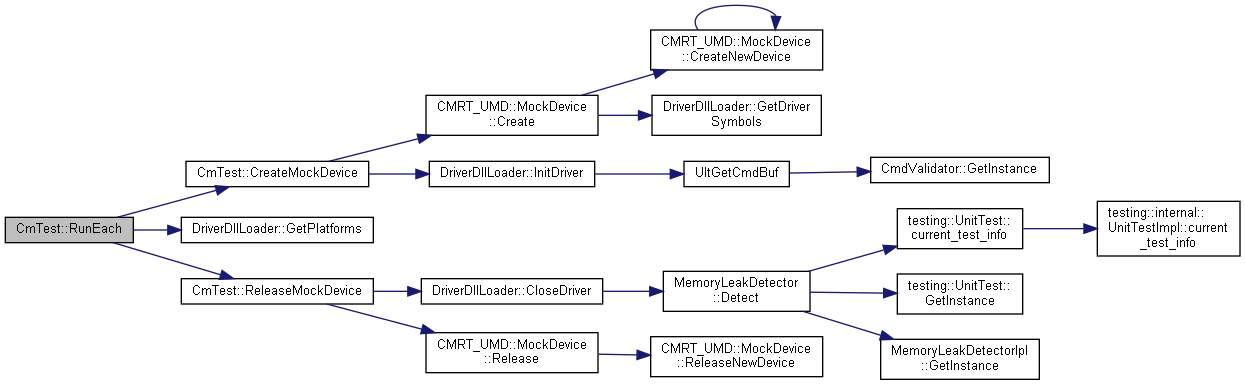 CMRT_UMD::MockDevice
::CreateNewDevice
CMRT_UMD::MockDevice
::Create
DriverDllLoader::GetDriver
Symbols
CmTest::CreateMockDevice
DriverDllLoader::InitDriver
UltGetCmdBuf
CmdValidator::GetInstance
CmTest::RunEach
DriverDllLoader::GetPlatforms
testing::UnitTest::
current_test_info
testing::internal::
UnitTestImpl::current
_test_info
CmTest::ReleaseMockDevice
DriverDllLoader::CloseDriver
MemoryLeakDetector
::Detect
testing::UnitTest::
GetInstance
CMRT_UMD::MockDevice
::Release
CMRT_UMD::MockDevice
::ReleaseNewDevice
MemoryLeakDetectorIpl
::GetInstance